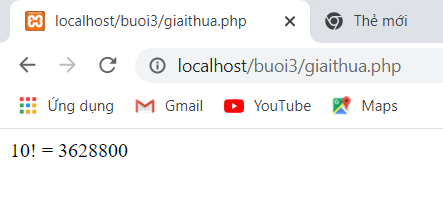 localhost/buoi3/giaithua.php Thẻ mới
localhost/buoi3/giaithua.php
Ứng dụng Gmail YouTube Maps
10! = 3628800